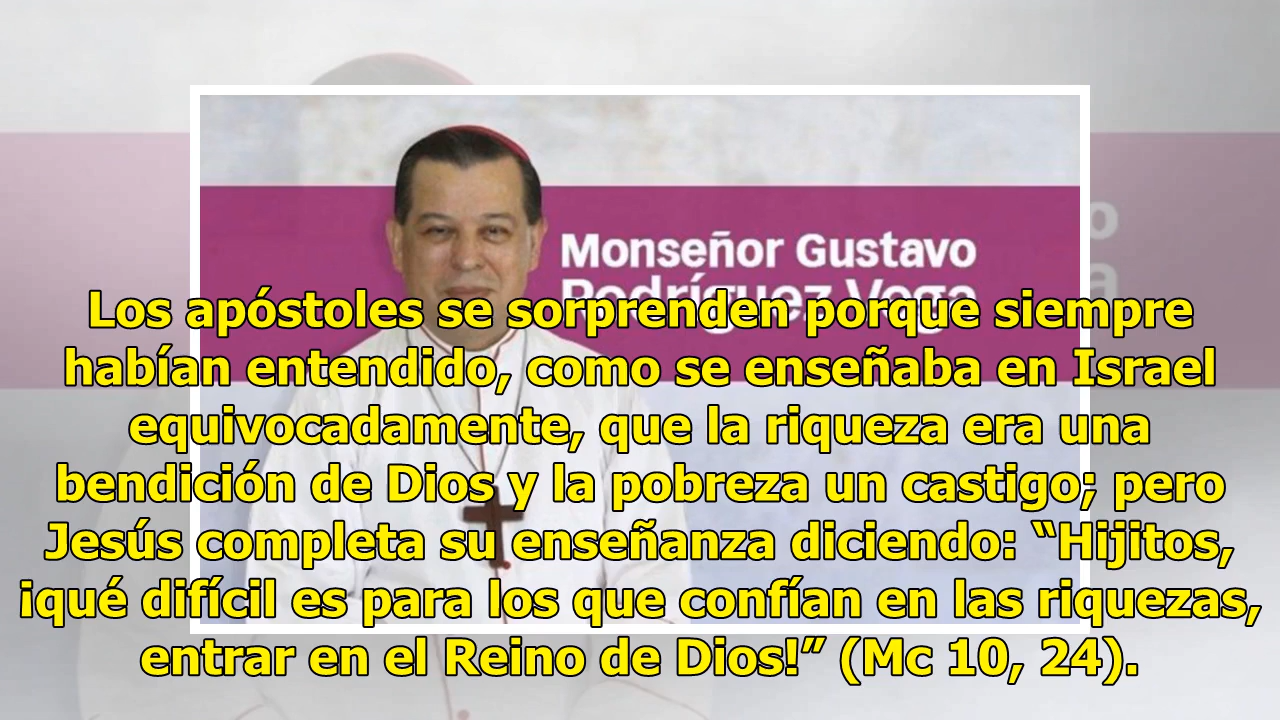 Monseñor Gustavo
Rodríguez Vega
Los apóstoles se sorprenden porque siempre
habían entendido, como se enseñaba en Israel
equivocadamente, que la riqueza era una
bendición de Dios y la pobreza un castigo; pero
Jesús completa su enseñanza diciendo: “Hijitos,
¡qué difícil es para los que confían en las riquezas,
entrar en el Reino de Dios!” (Mc 10, 24).
o
a